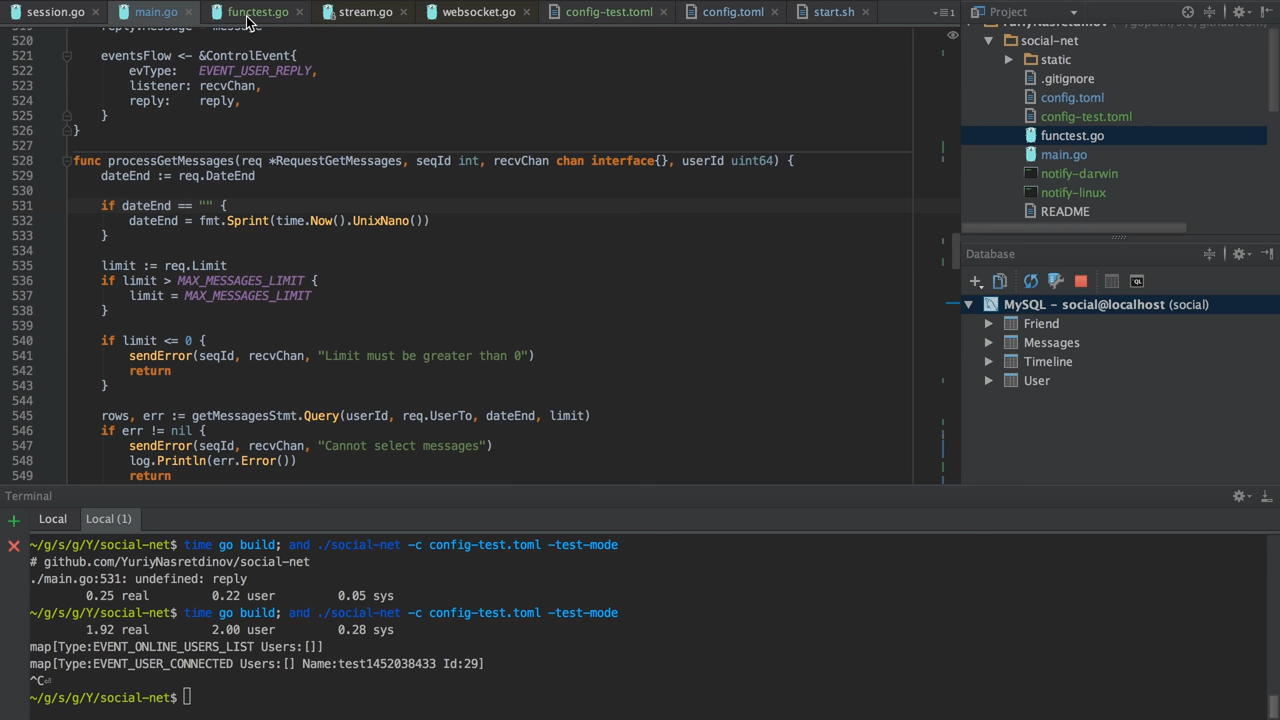 session.go main.go functest.go stream.go websocket.go config-test.toml config.toml start.sh 1
Project
520
521 eventsFlow <- &ControlEvent{
522 evType: EVENT_USER_REPLY,
523 listener: recvChan,
524 reply: reply,
525 }
526 }
527
528 func processGetMessages(req *RequestGetMessages, seqId int, recvChan chan interface{}, userId uint64) {
529 dateEnd := req.DateEnd
530
531 if dateEnd == "" {
532 dateEnd = fmt.Sprint(time.Now().UnixNano())
533 }
534
535 limit := req.Limit
536 if limit > MAX_MESSAGES_LIMIT {
537 limit = MAX_MESSAGES_LIMIT
538 }
539
540 if limit <= 0 {
541 sendError(seqId, recvChan, "Limit must be greater than 0")
542 return
543 }
544
545 rows, err := getMessagesStmt.Query(userId, req.UserTo, dateEnd, limit)
546 if err != nil {
547 sendError(seqId, recvChan, "Cannot select messages")
548 log.Println(err.Error())
549 return
social-net
static
.gitignore
config.toml
config-test.toml
functest.go
main.go
notify-darwin
notify-linux
README
Database
QL
MySQL - social@localhost (social)
Friend
Messages
Timeline
User
Terminal
Local Local (1)
~/g/s/g/Y/social-net$ time go build; and ./social-net -c config-test.toml -test-mode
# github.com/YuriyNasretdinov/social-net
./main.go:531: undefined: reply
0.25 real 0.22 user 0.05 sys
~/g/s/g/Y/social-net$ time go build; and ./social-net -c config-test.toml -test-mode
1.92 real 2.00 user 0.28 sys
map[Type:EVENT_ONLINE_USERS_LIST Users:[]]
map[Type:EVENT_USER_CONNECTED Users:[] Name:test1452038433 Id:29]
^C⏎
~/g/s/g/Y/social-net$